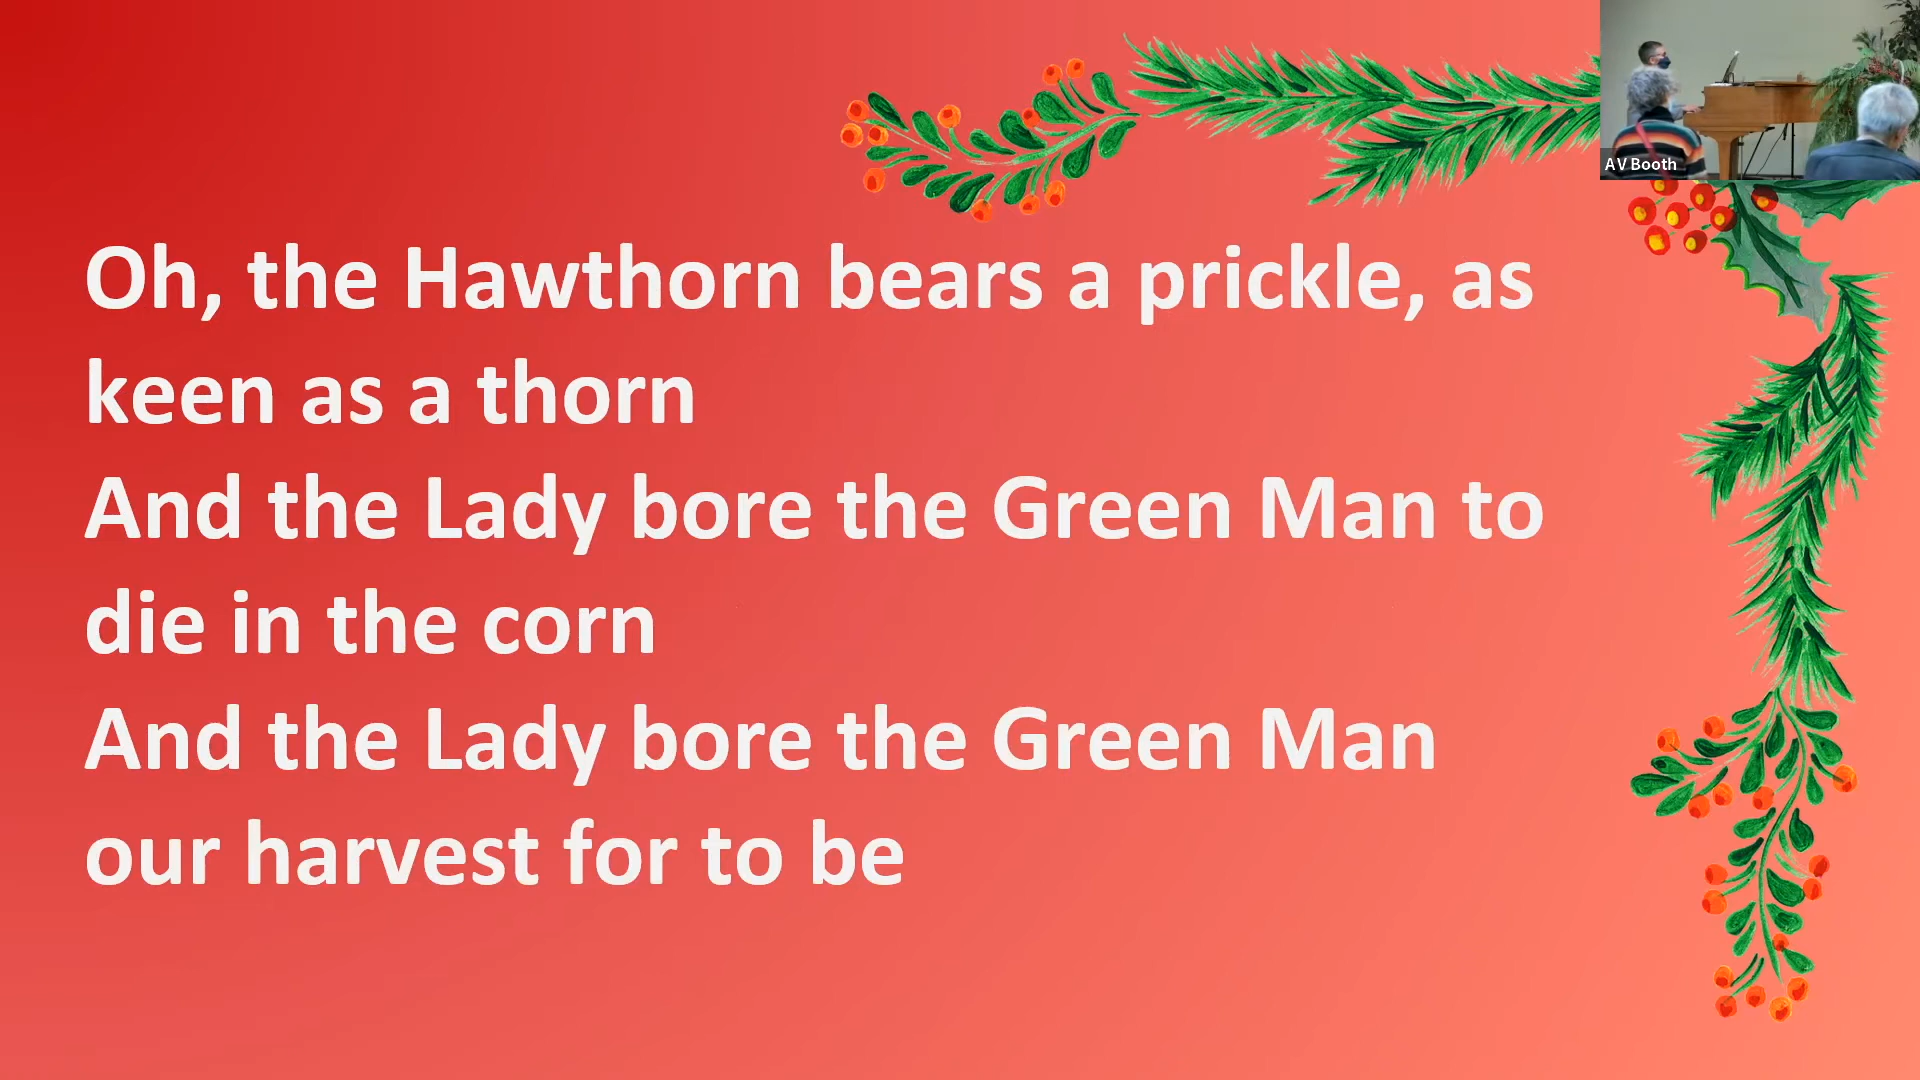 Oh, the Hawthorn bears a prickle, as
keen as a thorn
And the Lady bore the Green Man to
die in the corn
And the Lady bore the Green Man
our harvest for to be
AV Booth